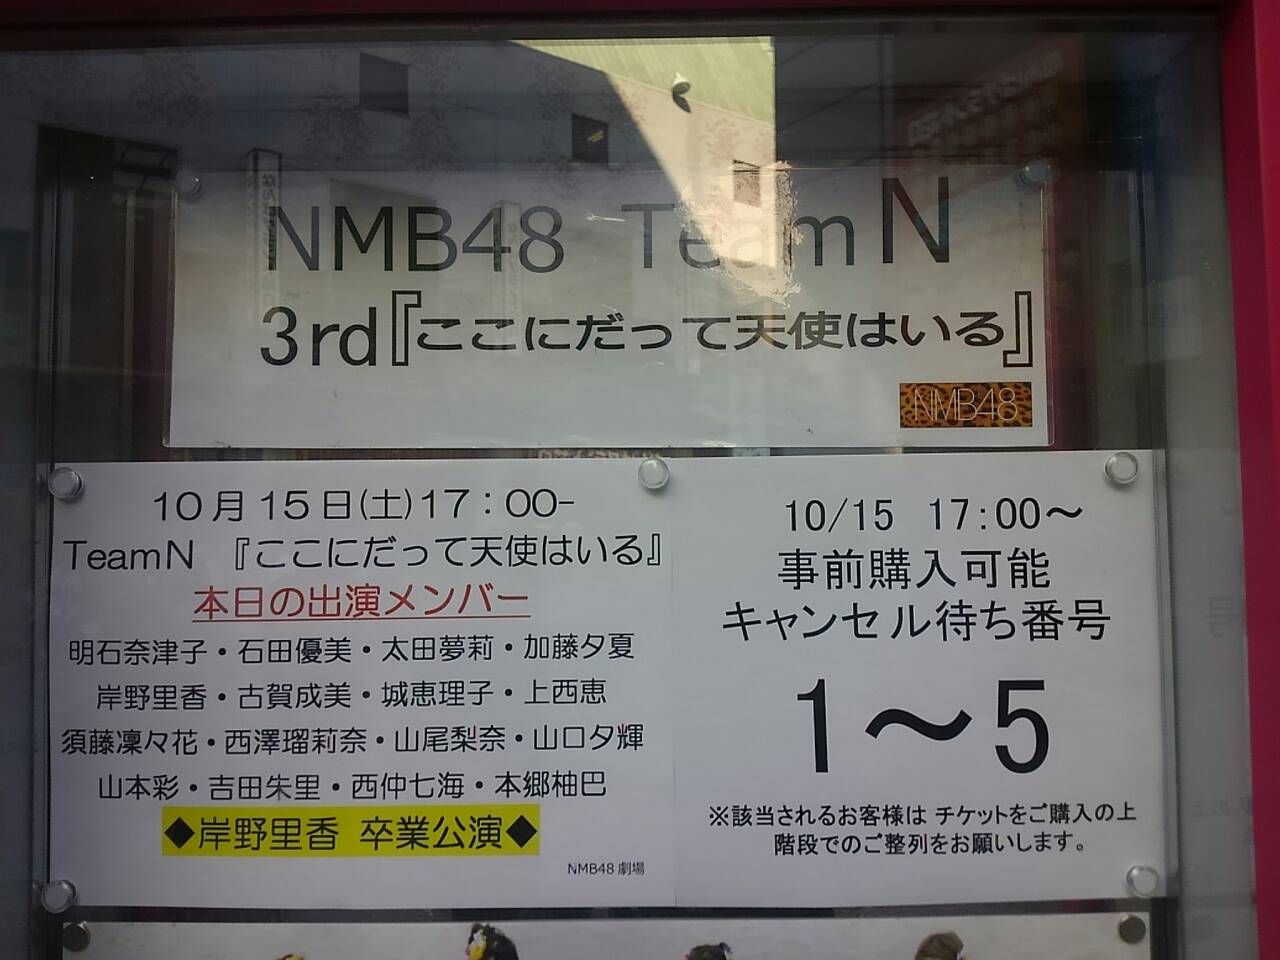 NMB48 Team N
3rd『ここにだって天使はいる』
NMB48
10月15日(土)17：00-
TeamN 『ここにだって天使はいる』
本日の出演メンバー
明石奈津子・石田優美・太田夢莉・加藤夕夏
岸野里香・古賀成美・城恵理子・上西恵
須藤凜々花・西澤瑠莉奈・山尾梨奈・山口夕輝
山本彩・吉田朱里・西仲七海・本郷柚巴
◆岸野里香 卒業公演◆
NMB48 劇場
10/15 17:00～
事前購入可能
キャンセル待ち番号
1～5
※該当されるお客様は チケットをご購入の上
階段でのご整列をお願いします。